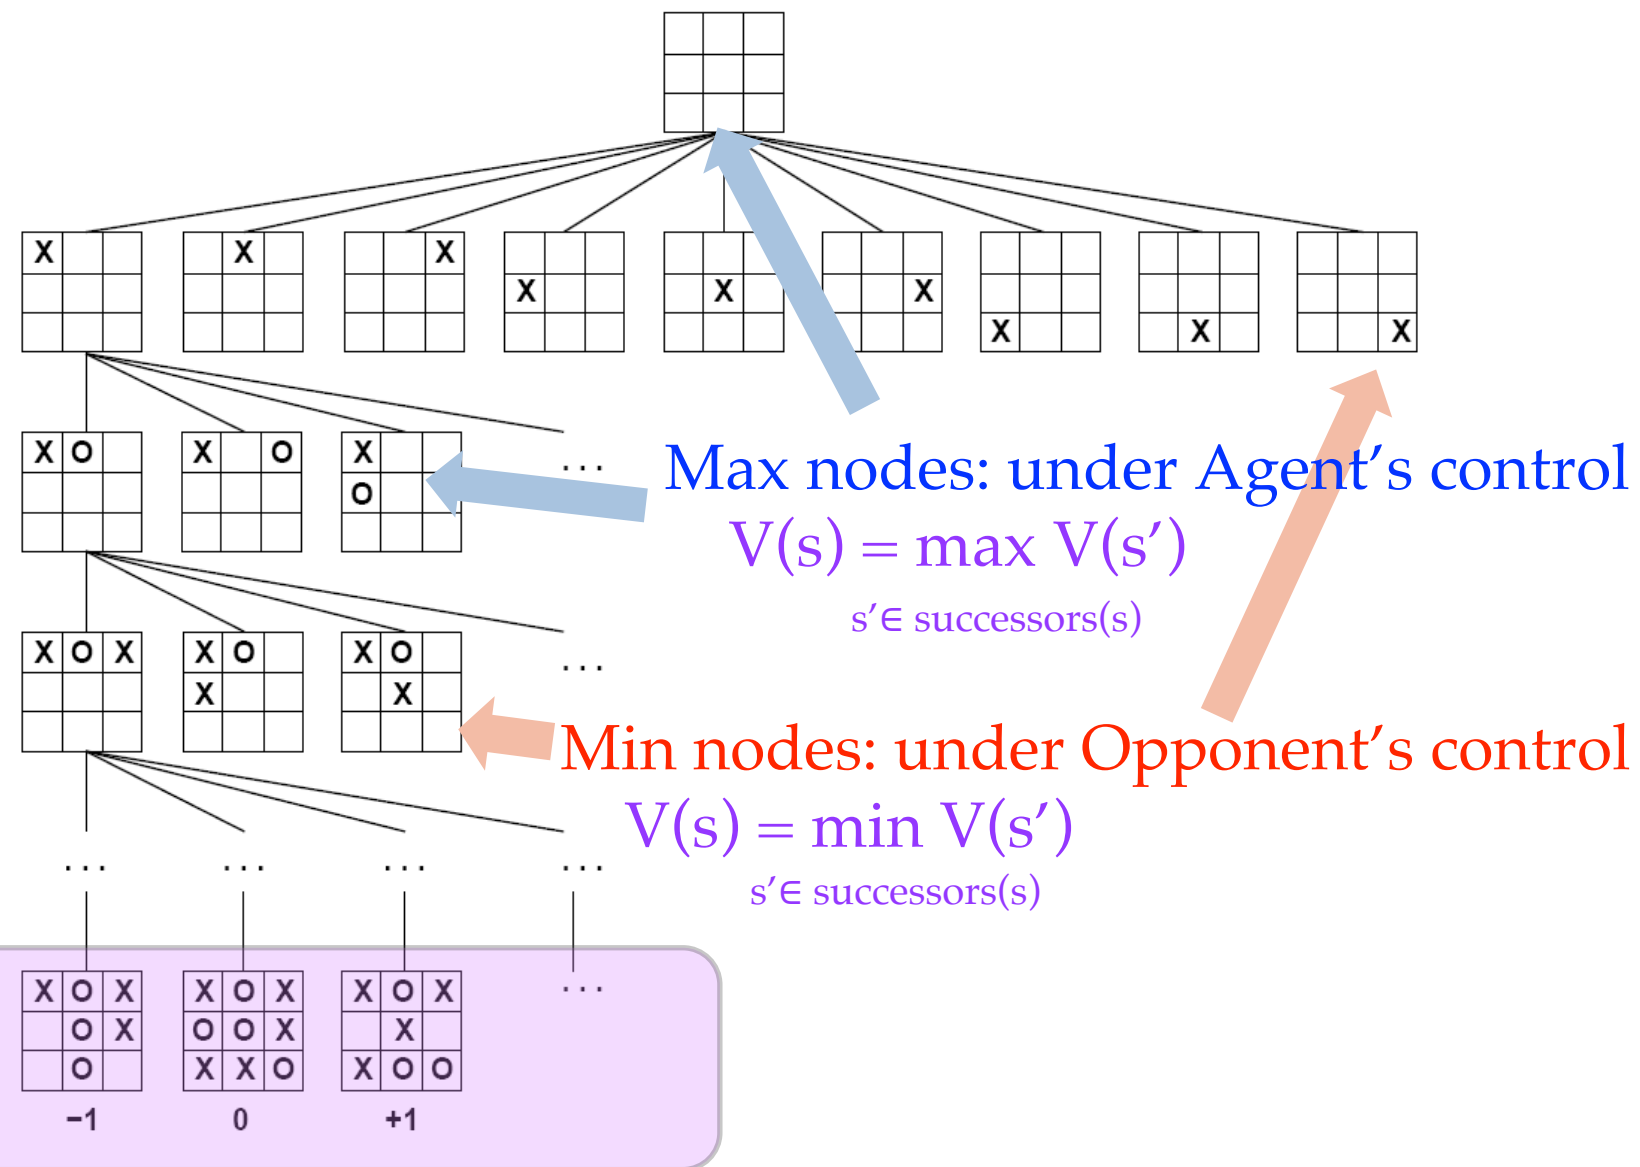 X X X X X X X X X
X O X O X
O
. . .
Max nodes: under Agent’s control
V(s) = max V(s’)
s’∈ successors(s)
X O X X O X O
X X
. . .
Min nodes: under Opponent’s control
V(s) = min V(s’)
s’∈ successors(s)
. . . . . . . . . . . .
X O X X O X X O X . . .
O X O O X X
O X X O X O O
−1 0 +1